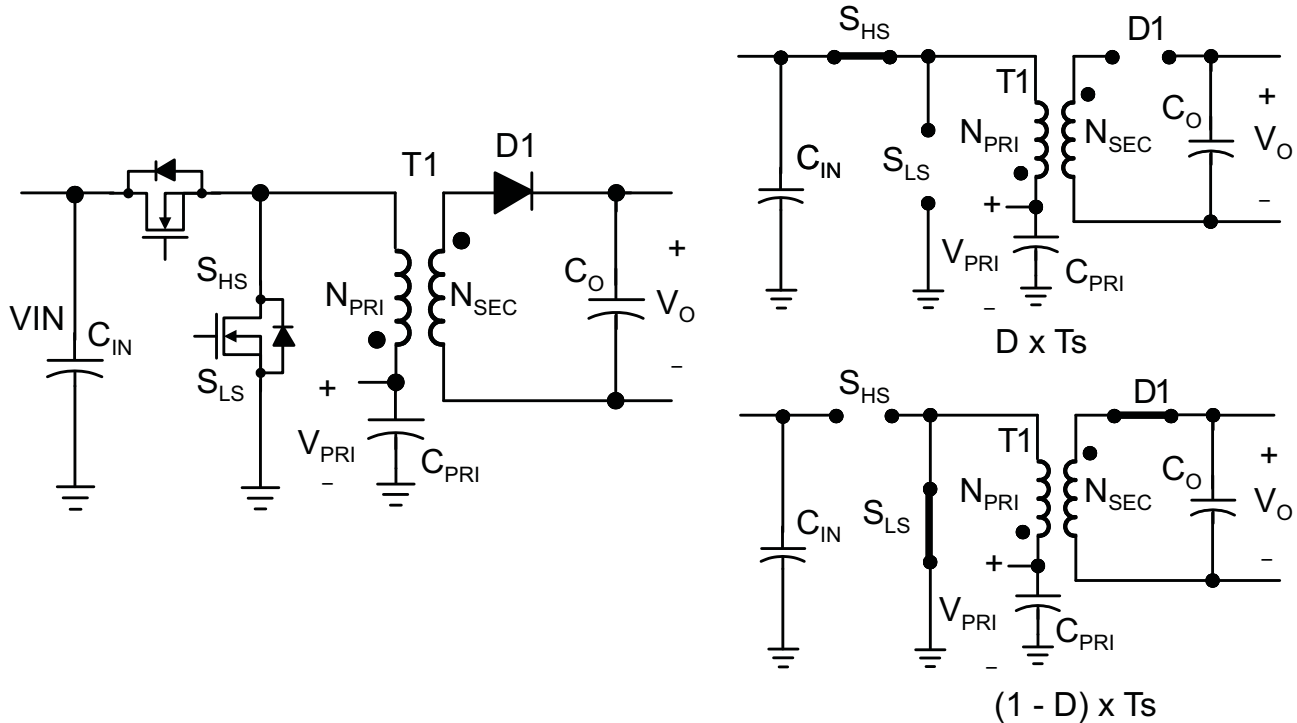 T1
D1
S_HS
VIN
C_IN
N_PRI
N_SEC
C_O
+
V_O
−
S_LS
+
V_PRI
−
C_PRI
S_HS
D1
T1
C_IN
S_LS
N_PRI
N_SEC
C_O
+
V_O
−
+
V_PRI
−
C_PRI
D x Ts
S_HS
D1
T1
C_IN
S_LS
N_PRI
N_SEC
C_O
+
V_O
−
+
V_PRI
−
C_PRI
(1 - D) x Ts